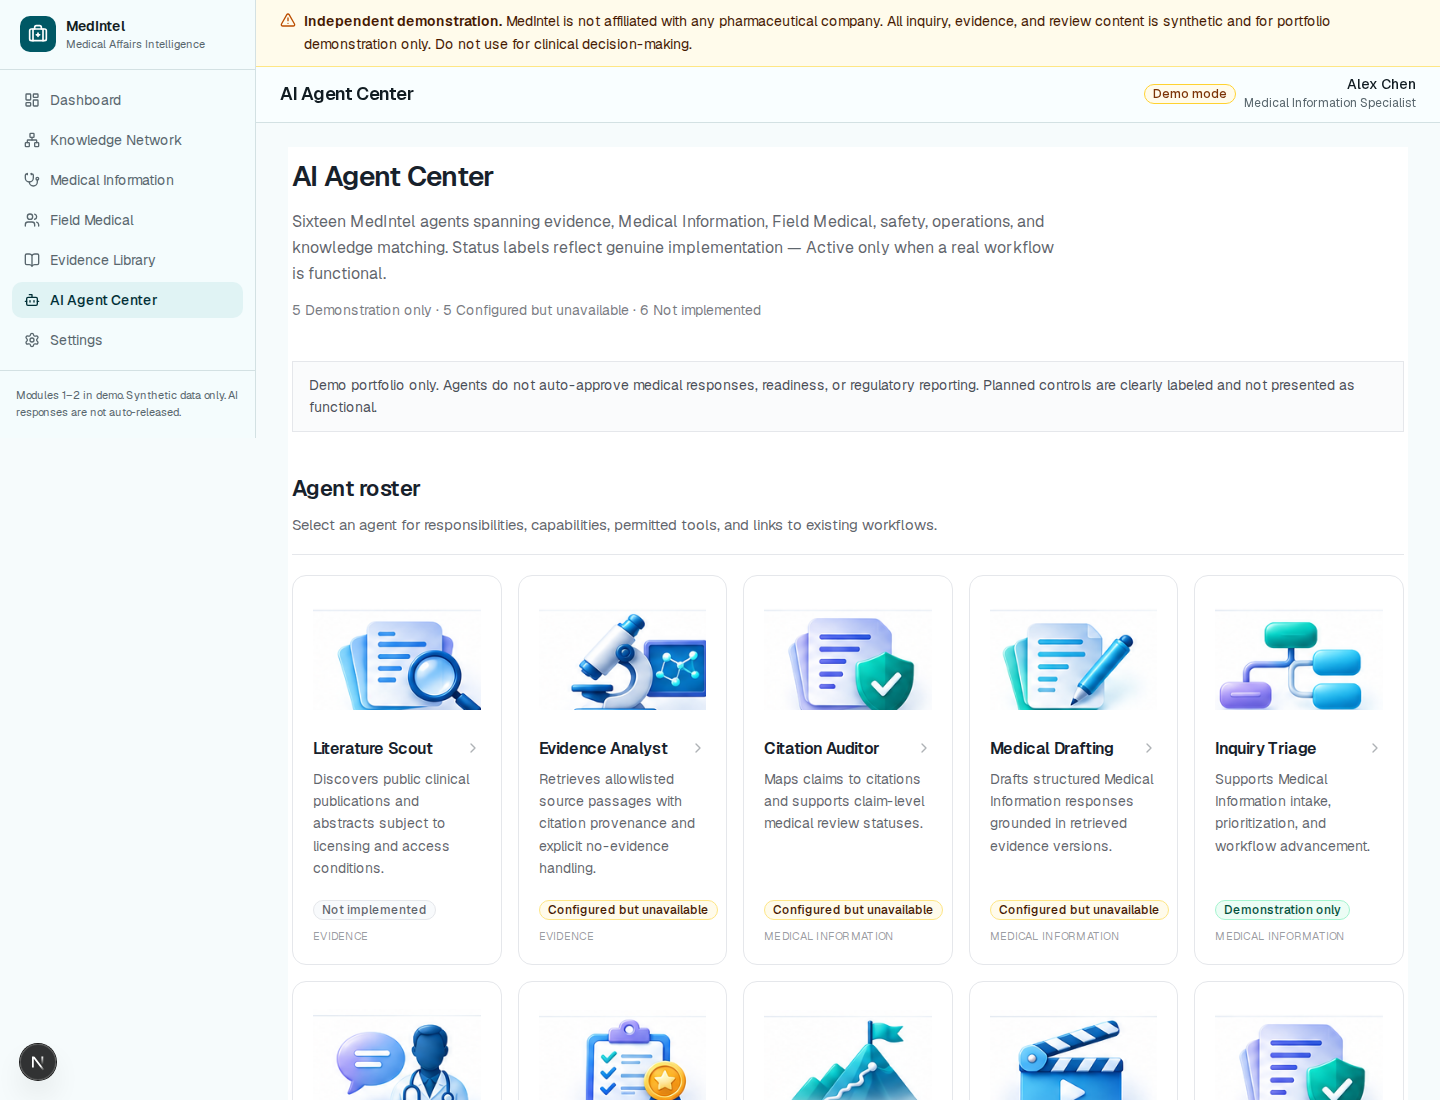 MedIntel
Medical Affairs Intelligence
Dashboard
Knowledge Network
Medical Information
Field Medical
Evidence Library
AI Agent Center
Settings
Modules 1–2 in demo. Synthetic data only. AI
responses are not auto-released.
Independent demonstration. MedIntel is not affiliated with any pharmaceutical company. All inquiry, evidence, and review content is synthetic and for portfolio
demonstration only. Do not use for clinical decision-making.
AI Agent Center
Demo mode
Alex Chen
Medical Information Specialist
AI Agent Center
Sixteen MedIntel agents spanning evidence, Medical Information, Field Medical, safety, operations, and
knowledge matching. Status labels reflect genuine implementation — Active only when a real workflow
is functional.
5 Demonstration only · 5 Configured but unavailable · 6 Not implemented
Demo portfolio only. Agents do not auto-approve medical responses, readiness, or regulatory reporting. Planned controls are clearly labeled and not presented as
functional.
Agent roster
Select an agent for responsibilities, capabilities, permitted tools, and links to existing workflows.
Literature Scout
Discovers public clinical
publications and
abstracts subject to
licensing and access
conditions.
Not implemented
EVIDENCE
Evidence Analyst
Retrieves allowlisted
source passages with
citation provenance and
explicit no-evidence
handling.
Configured but unavailable
EVIDENCE
Citation Auditor
Maps claims to citations
and supports claim-level
medical review statuses.
Configured but unavailable
MEDICAL INFORMATION
Medical Drafting
Drafts structured Medical
Information responses
grounded in retrieved
evidence versions.
Configured but unavailable
MEDICAL INFORMATION
Inquiry Triage
Supports Medical
Information intake,
prioritization, and
workflow advancement.
Demonstration only
MEDICAL INFORMATION
N